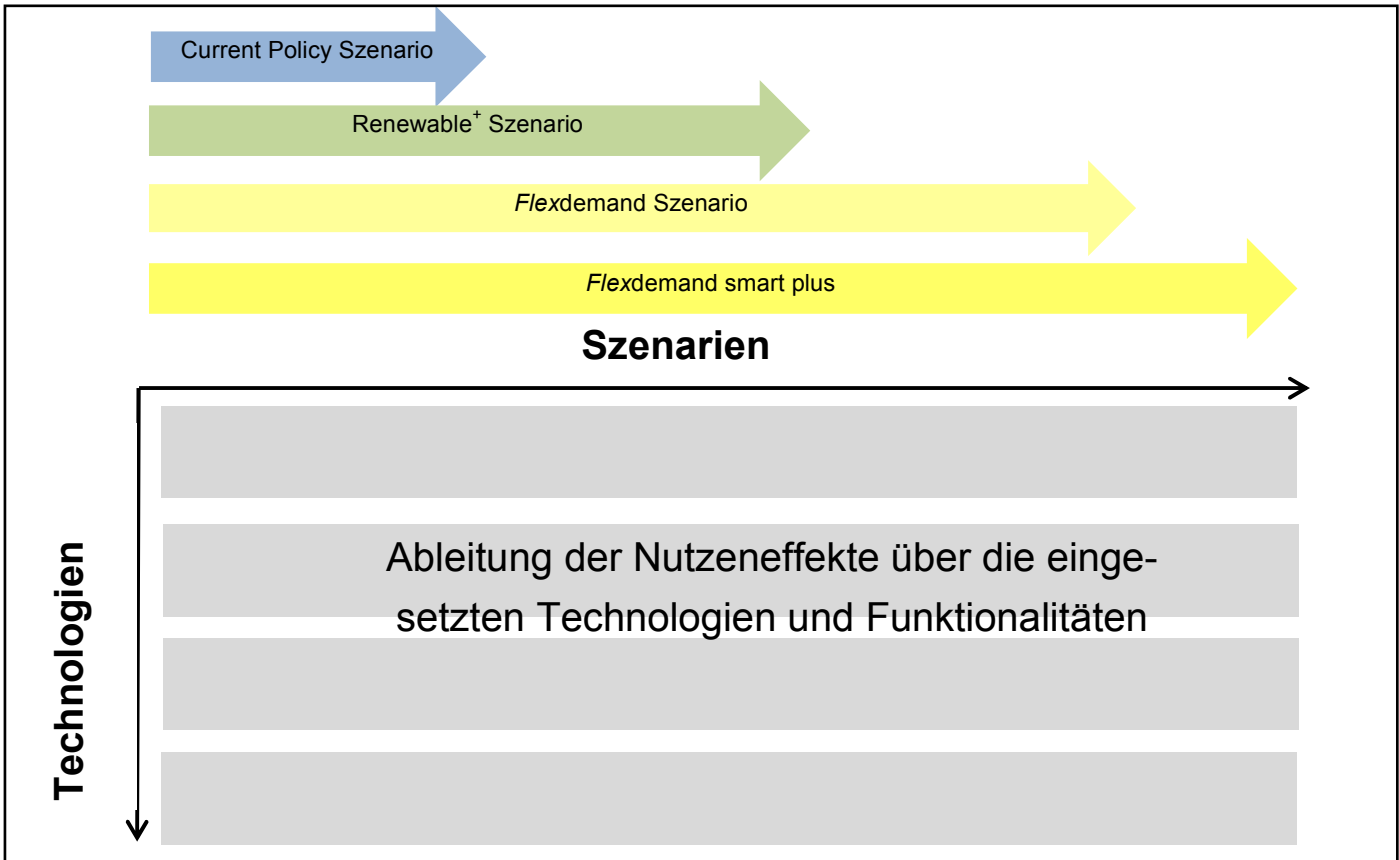 Current Policy Szenario
Renewable⁺ Szenario
Flexdemand Szenario
Flexdemand smart plus
Szenarien
Technologien
Ableitung der Nutzeneffekte über die einge-
setzten Technologien und Funktionalitäten